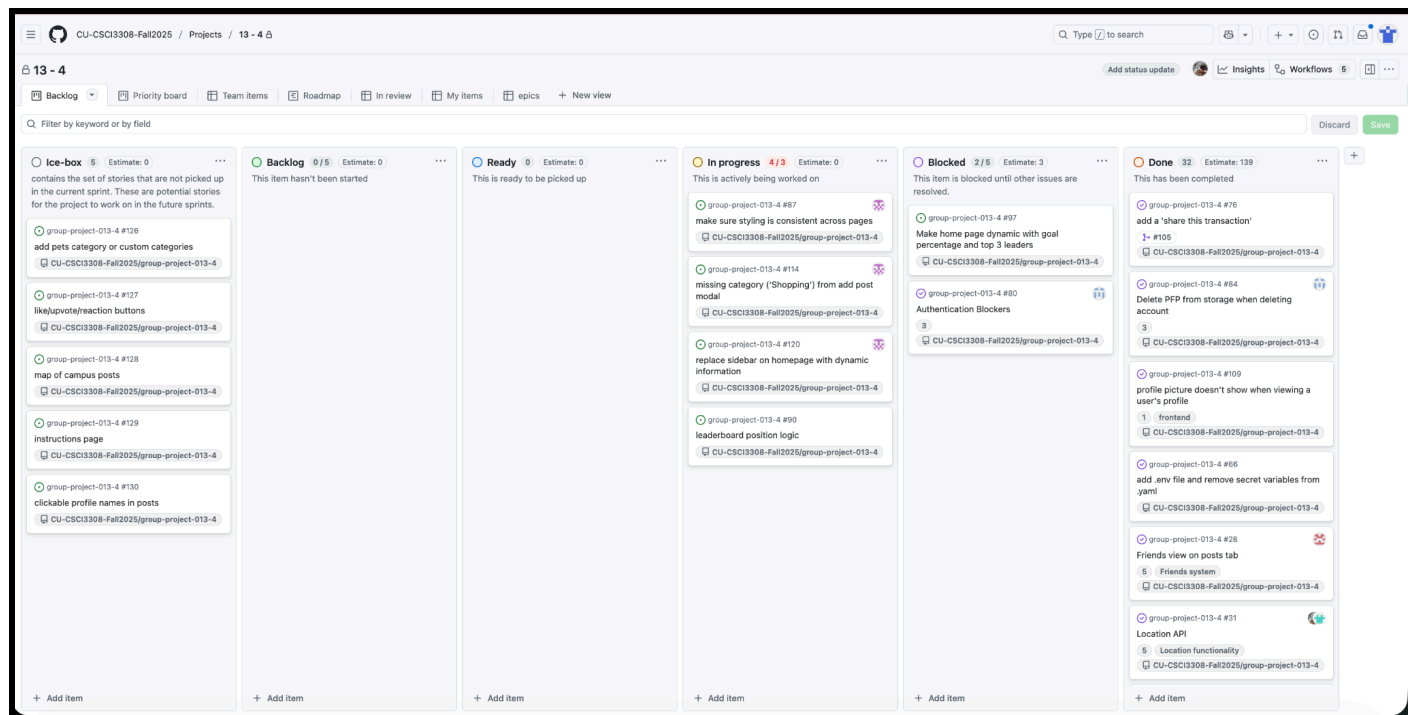 CU-CSCI3308-Fall2025 / Projects / 13 - 4
Type / to search
13 - 4
Add status update
Insights
Workflows 5
Backlog
Priority board
Team items
Roadmap
In review
My items
epics
+ New view
Filter by keyword or by field
Discard
Save
Ice-box 5 Estimate: 0
contains the set of stories that are not picked up
in the current sprint. These are potential stories
for the project to work on in the future sprints.
group-project-013-4 #126
add pets category or custom categories
CU-CSCI3308-Fall2025/group-project-013-4
group-project-013-4 #127
like/upvote/reaction buttons
CU-CSCI3308-Fall2025/group-project-013-4
group-project-013-4 #128
map of campus posts
CU-CSCI3308-Fall2025/group-project-013-4
group-project-013-4 #129
instructions page
CU-CSCI3308-Fall2025/group-project-013-4
group-project-013-4 #130
clickable profile names in posts
CU-CSCI3308-Fall2025/group-project-013-4
+ Add item
Backlog 0/5 Estimate: 0
This item hasn't been started
+ Add item
Ready 0 Estimate: 0
This is ready to be picked up
+ Add item
In progress 4/3 Estimate: 0
This is actively being worked on
group-project-013-4 #87
make sure styling is consistent across pages
CU-CSCI3308-Fall2025/group-project-013-4
group-project-013-4 #114
missing category ('Shopping') from add post
modal
CU-CSCI3308-Fall2025/group-project-013-4
group-project-013-4 #120
replace sidebar on homepage with dynamic
information
CU-CSCI3308-Fall2025/group-project-013-4
group-project-013-4 #90
leaderboard position logic
CU-CSCI3308-Fall2025/group-project-013-4
+ Add item
Blocked 2/5 Estimate: 3
This item is blocked until other issues are
resolved.
group-project-013-4 #97
Make home page dynamic with goal
percentage and top 3 leaders
CU-CSCI3308-Fall2025/group-project-013-4
group-project-013-4 #80
Authentication Blockers
3
CU-CSCI3308-Fall2025/group-project-013-4
+ Add item
Done 32 Estimate: 139
This has been completed
group-project-013-4 #76
add a 'share this transaction'
#105
CU-CSCI3308-Fall2025/group-project-013-4
group-project-013-4 #84
Delete PFP from storage when deleting
account
3
CU-CSCI3308-Fall2025/group-project-013-4
group-project-013-4 #109
profile picture doesn't show when viewing a
user's profile
1 frontend
CU-CSCI3308-Fall2025/group-project-013-4
group-project-013-4 #66
add .env file and remove secret variables from
.yaml
CU-CSCI3308-Fall2025/group-project-013-4
group-project-013-4 #28
Friends view on posts tab
5 Friends system
CU-CSCI3308-Fall2025/group-project-013-4
group-project-013-4 #31
Location API
5 Location functionality
CU-CSCI3308-Fall2025/group-project-013-4
+ Add item